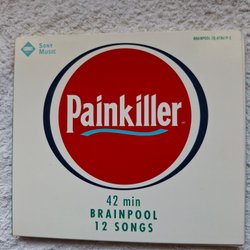 SONY
MUSIC
Painkiller
42 min
BRAINPOOL
12 SONGS